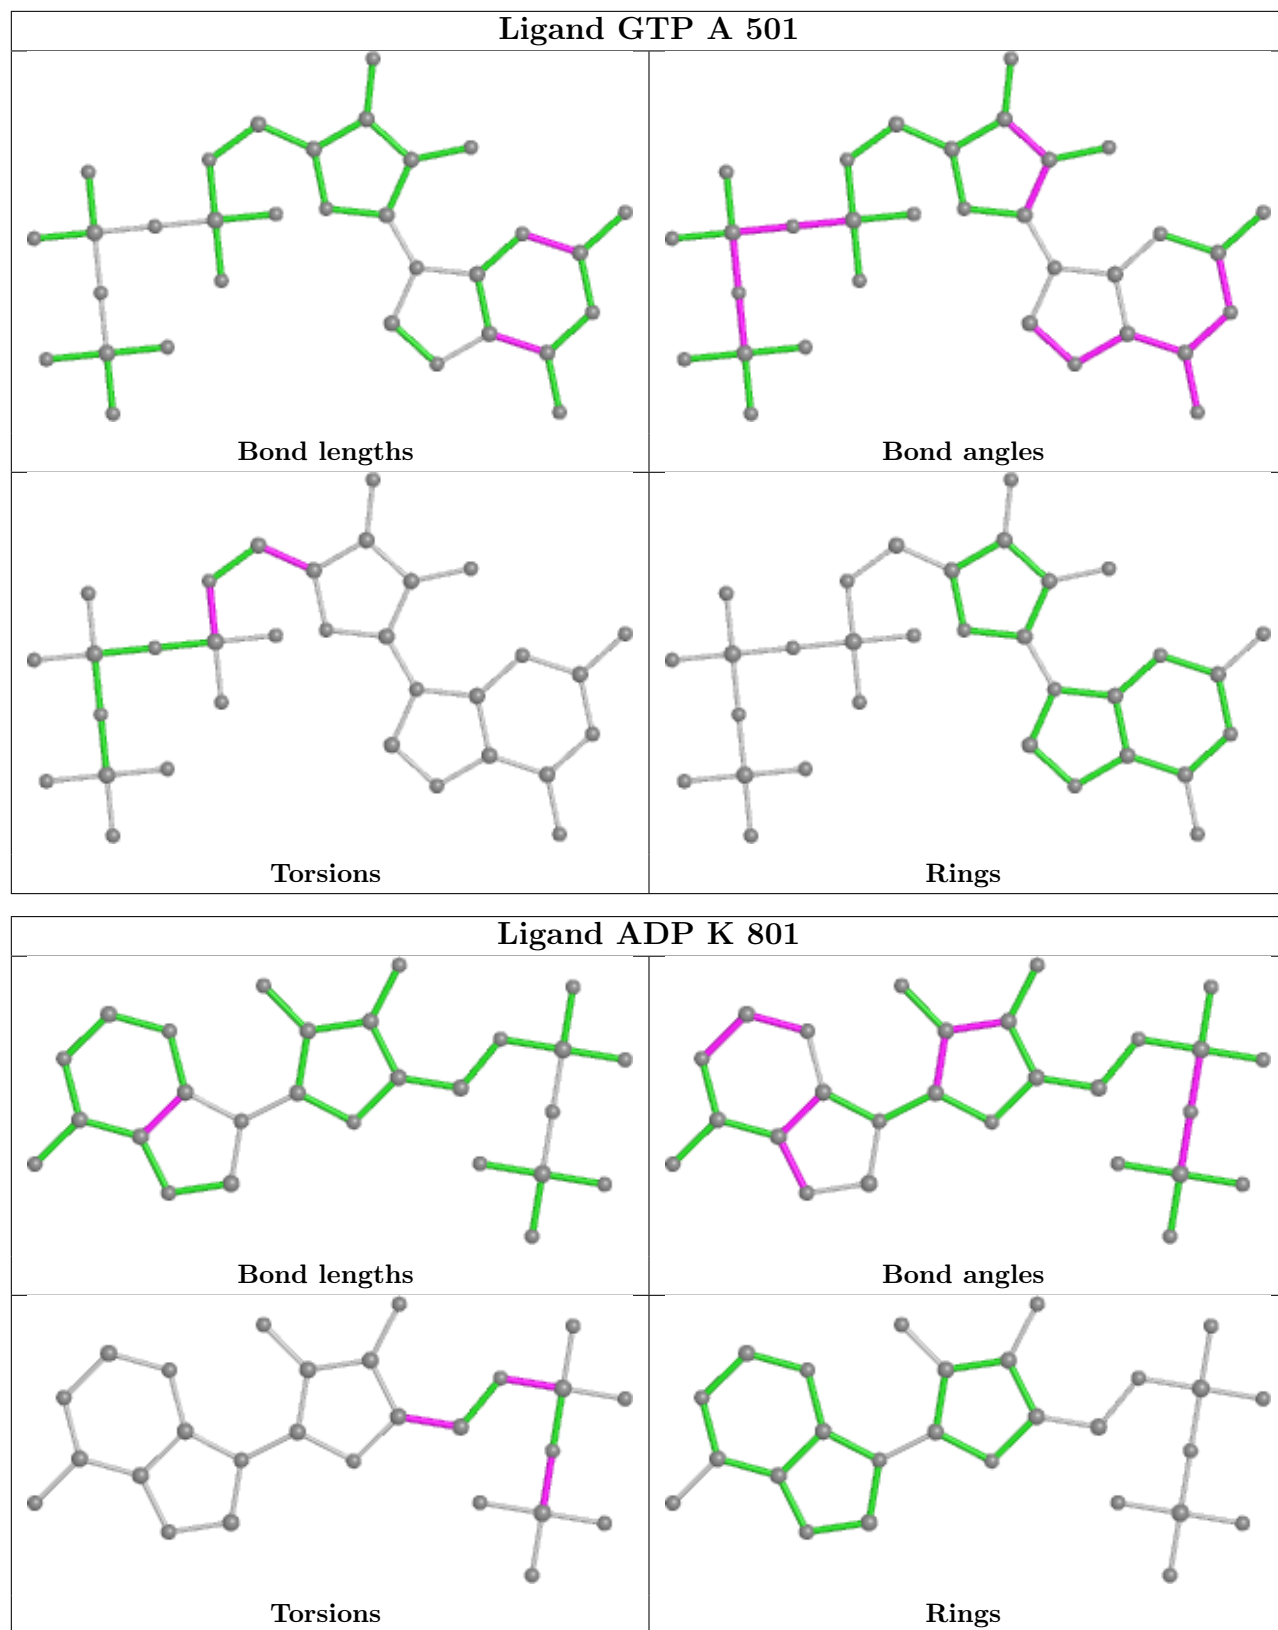 Ligand GTP A 501
Bond lengths
Bond angles
Torsions
Rings
Ligand ADP K 801
Bond lengths
Bond angles
Torsions
Rings